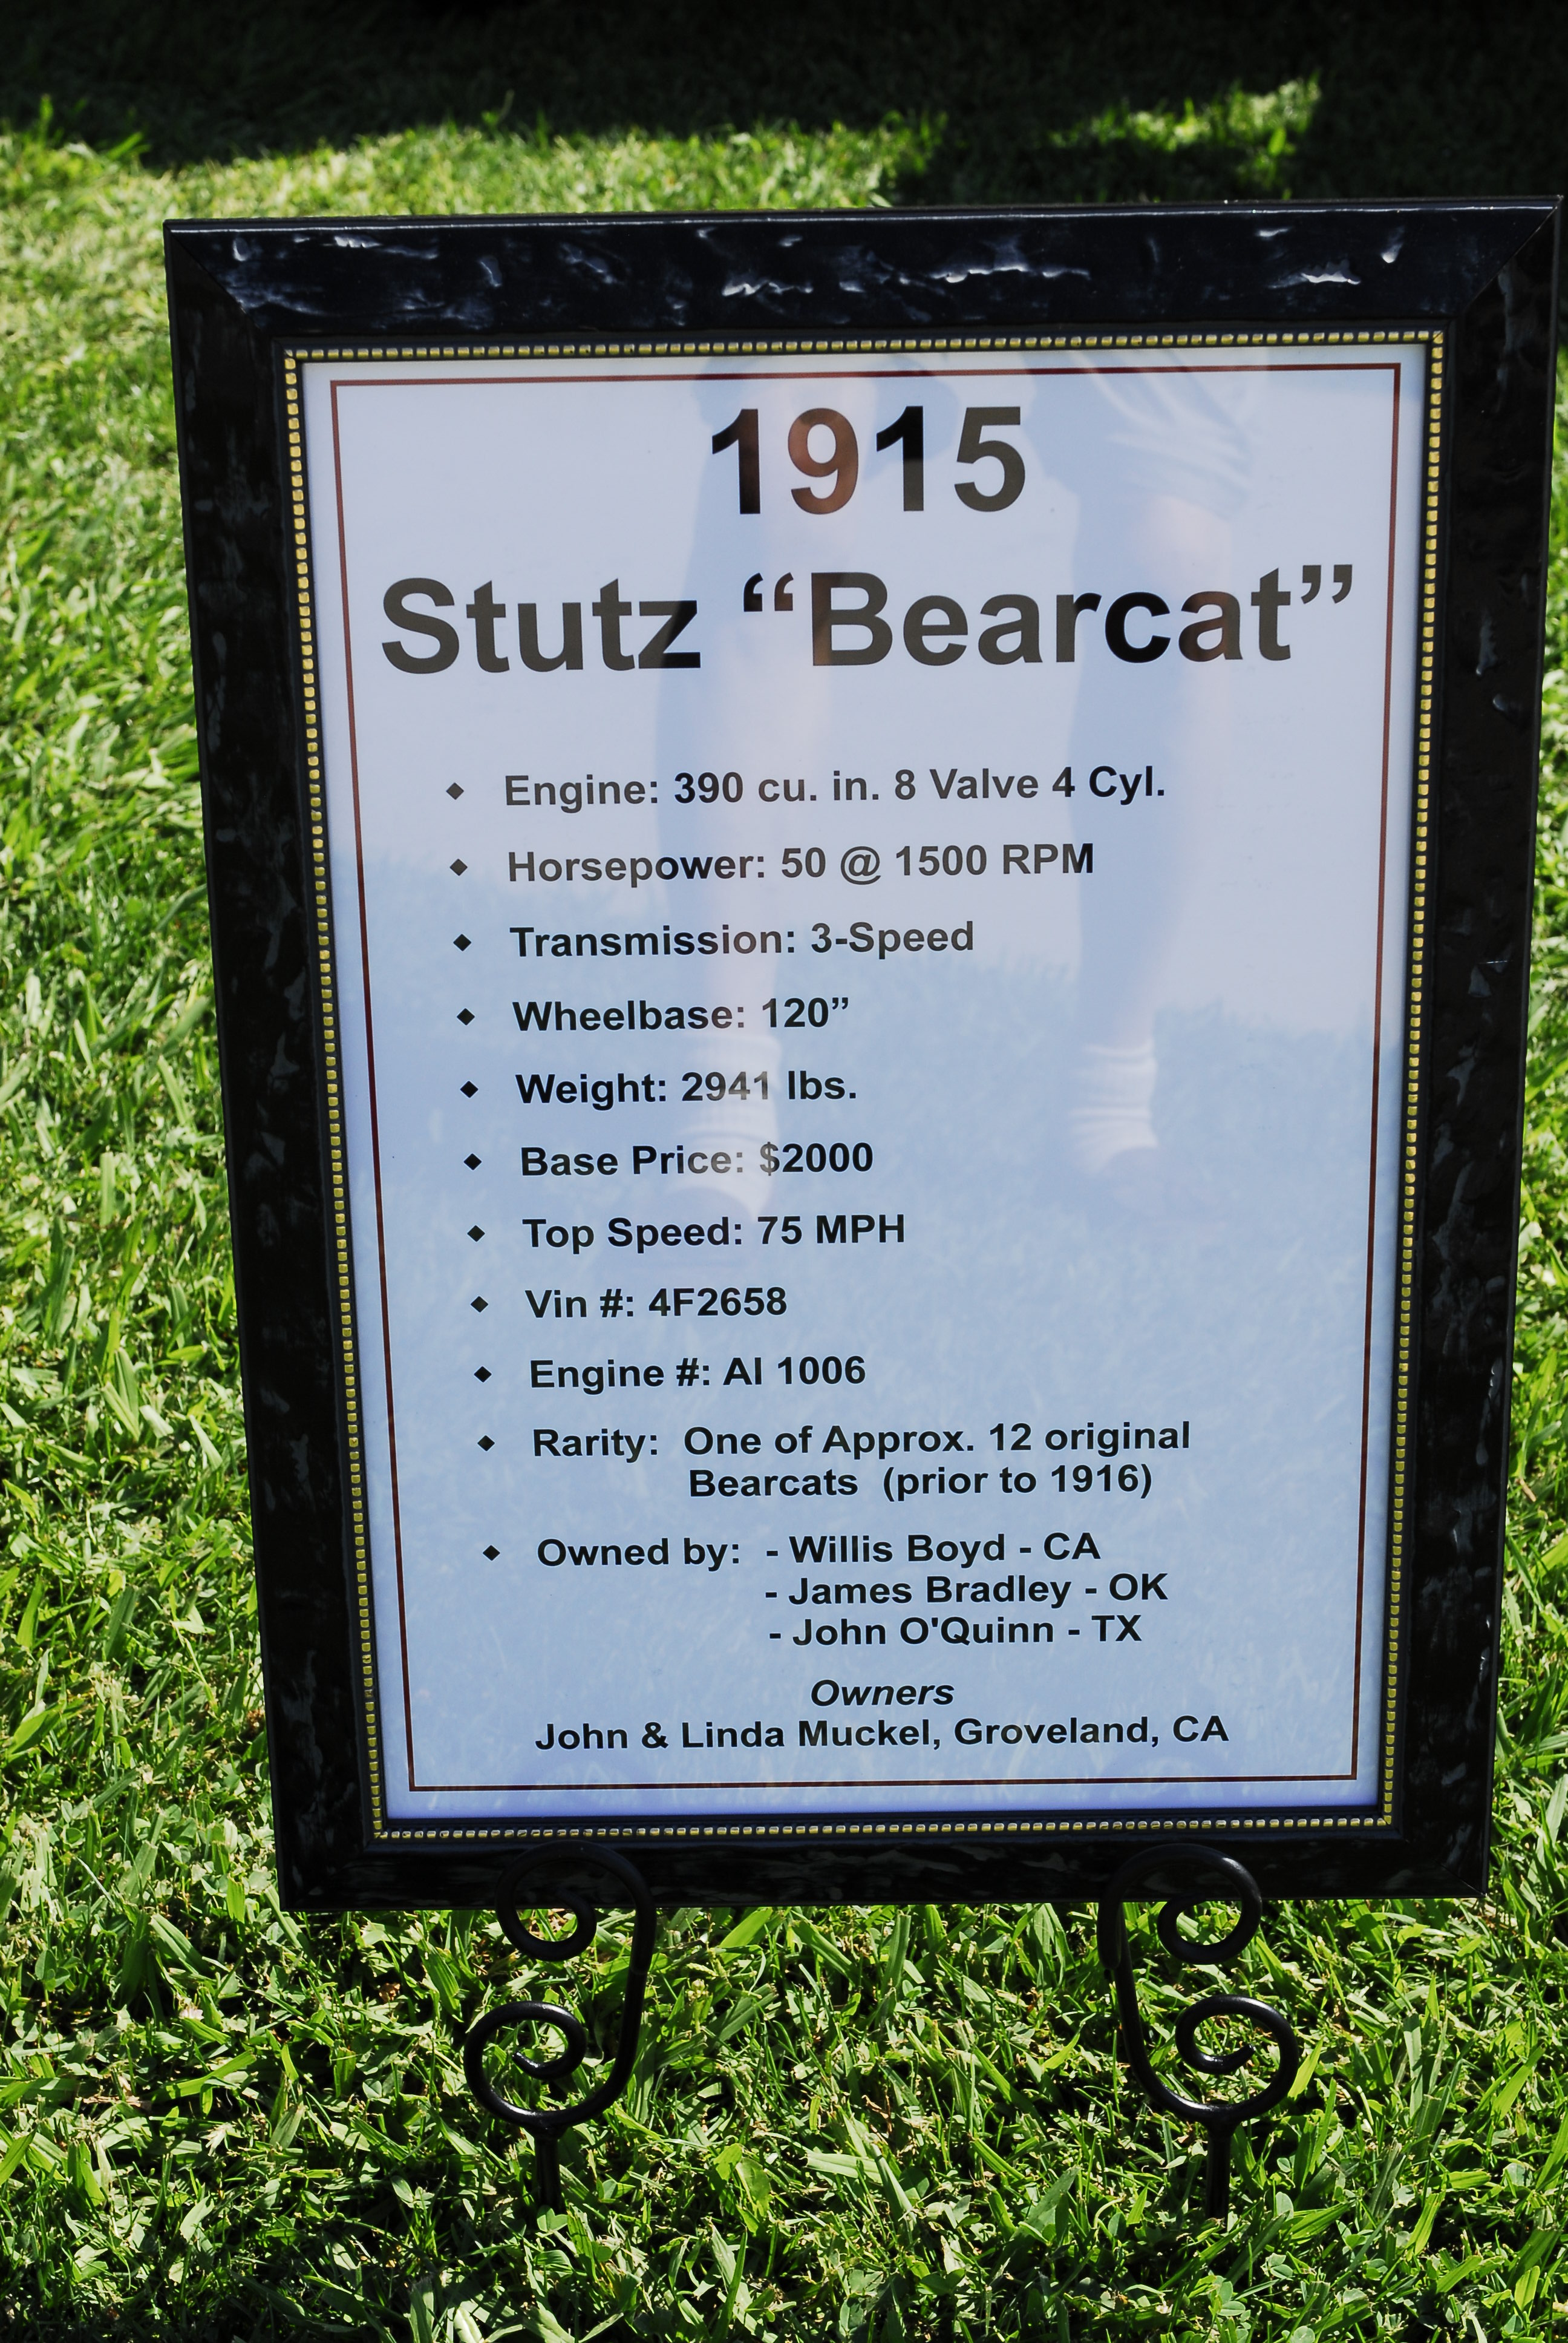 1915
Stutz “Bearcat”
◆ Engine: 390 cu. in. 8 Valve 4 Cyl.
◆ Horsepower: 50 @ 1500 RPM
◆ Transmission: 3-Speed
◆ Wheelbase: 120”
◆ Weight: 2941 lbs.
◆ Base Price: $2000
◆ Top Speed: 75 MPH
◆ Vin #: 4F2658
◆ Engine #: AI 1006
◆ Rarity: One of Approx. 12 original
Bearcats (prior to 1916)
◆ Owned by: - Willis Boyd - CA
- James Bradley - OK
- John O'Quinn - TX
Owners
John & Linda Muckel, Groveland, CA